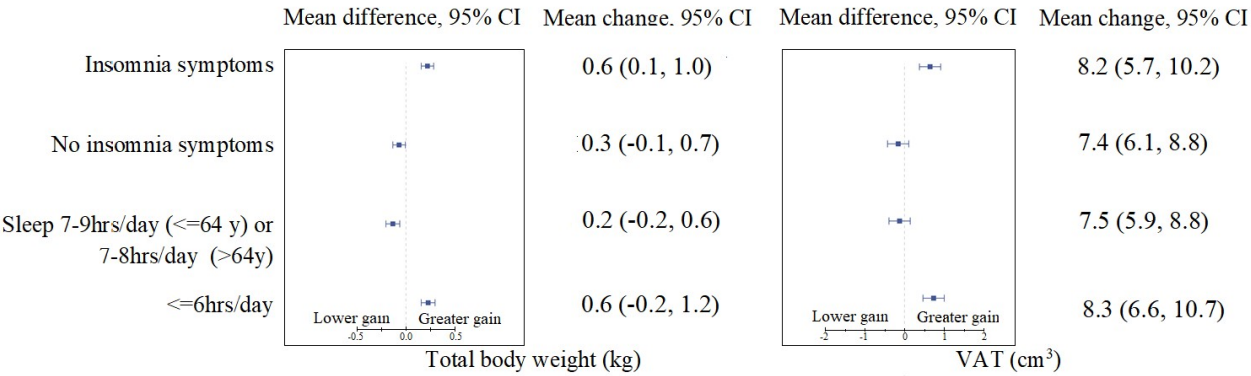 Mean difference, 95% CI Mean change. 95% CI Mean difference, 95% CI Mean change, 95% CI
Insomnia symptoms 0.6 (0.1, 1.0) 8.2 (5.7, 10.2)
No insomnia symptoms 0.3 (-0.1, 0.7) 7.4 (6.1, 8.8)
Sleep 7-9hrs/day (<=64 y) or 0.2 (-0.2, 0.6) 7.5 (5.9, 8.8)
7-8hrs/day (>64y)
<=6hrs/day 0.6 (-0.2, 1.2) 8.3 (6.6, 10.7)
Lower gain Greater gain Lower gain Greater gain
-0.5 0.0 0.5 -2 -1 0 1 2
Total body weight (kg) VAT (cm³)